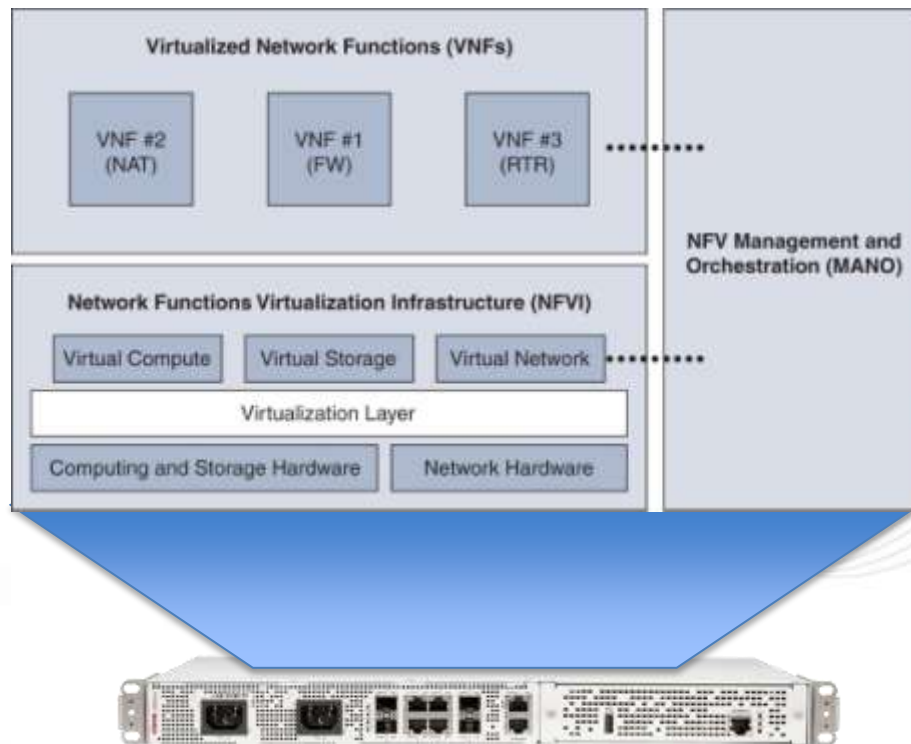 Virtualized Network Functions (VNFs)
VNF #2
(NAT)
VNF #1
(FW)
VNF #3
(RTR)
NFV Management and
Orchestration (MANO)
Network Functions Virtualization Infrastructure (NFVI)
Virtual Compute
Virtual Storage
Virtual Network
Virtualization Layer
Computing and Storage Hardware
Network Hardware